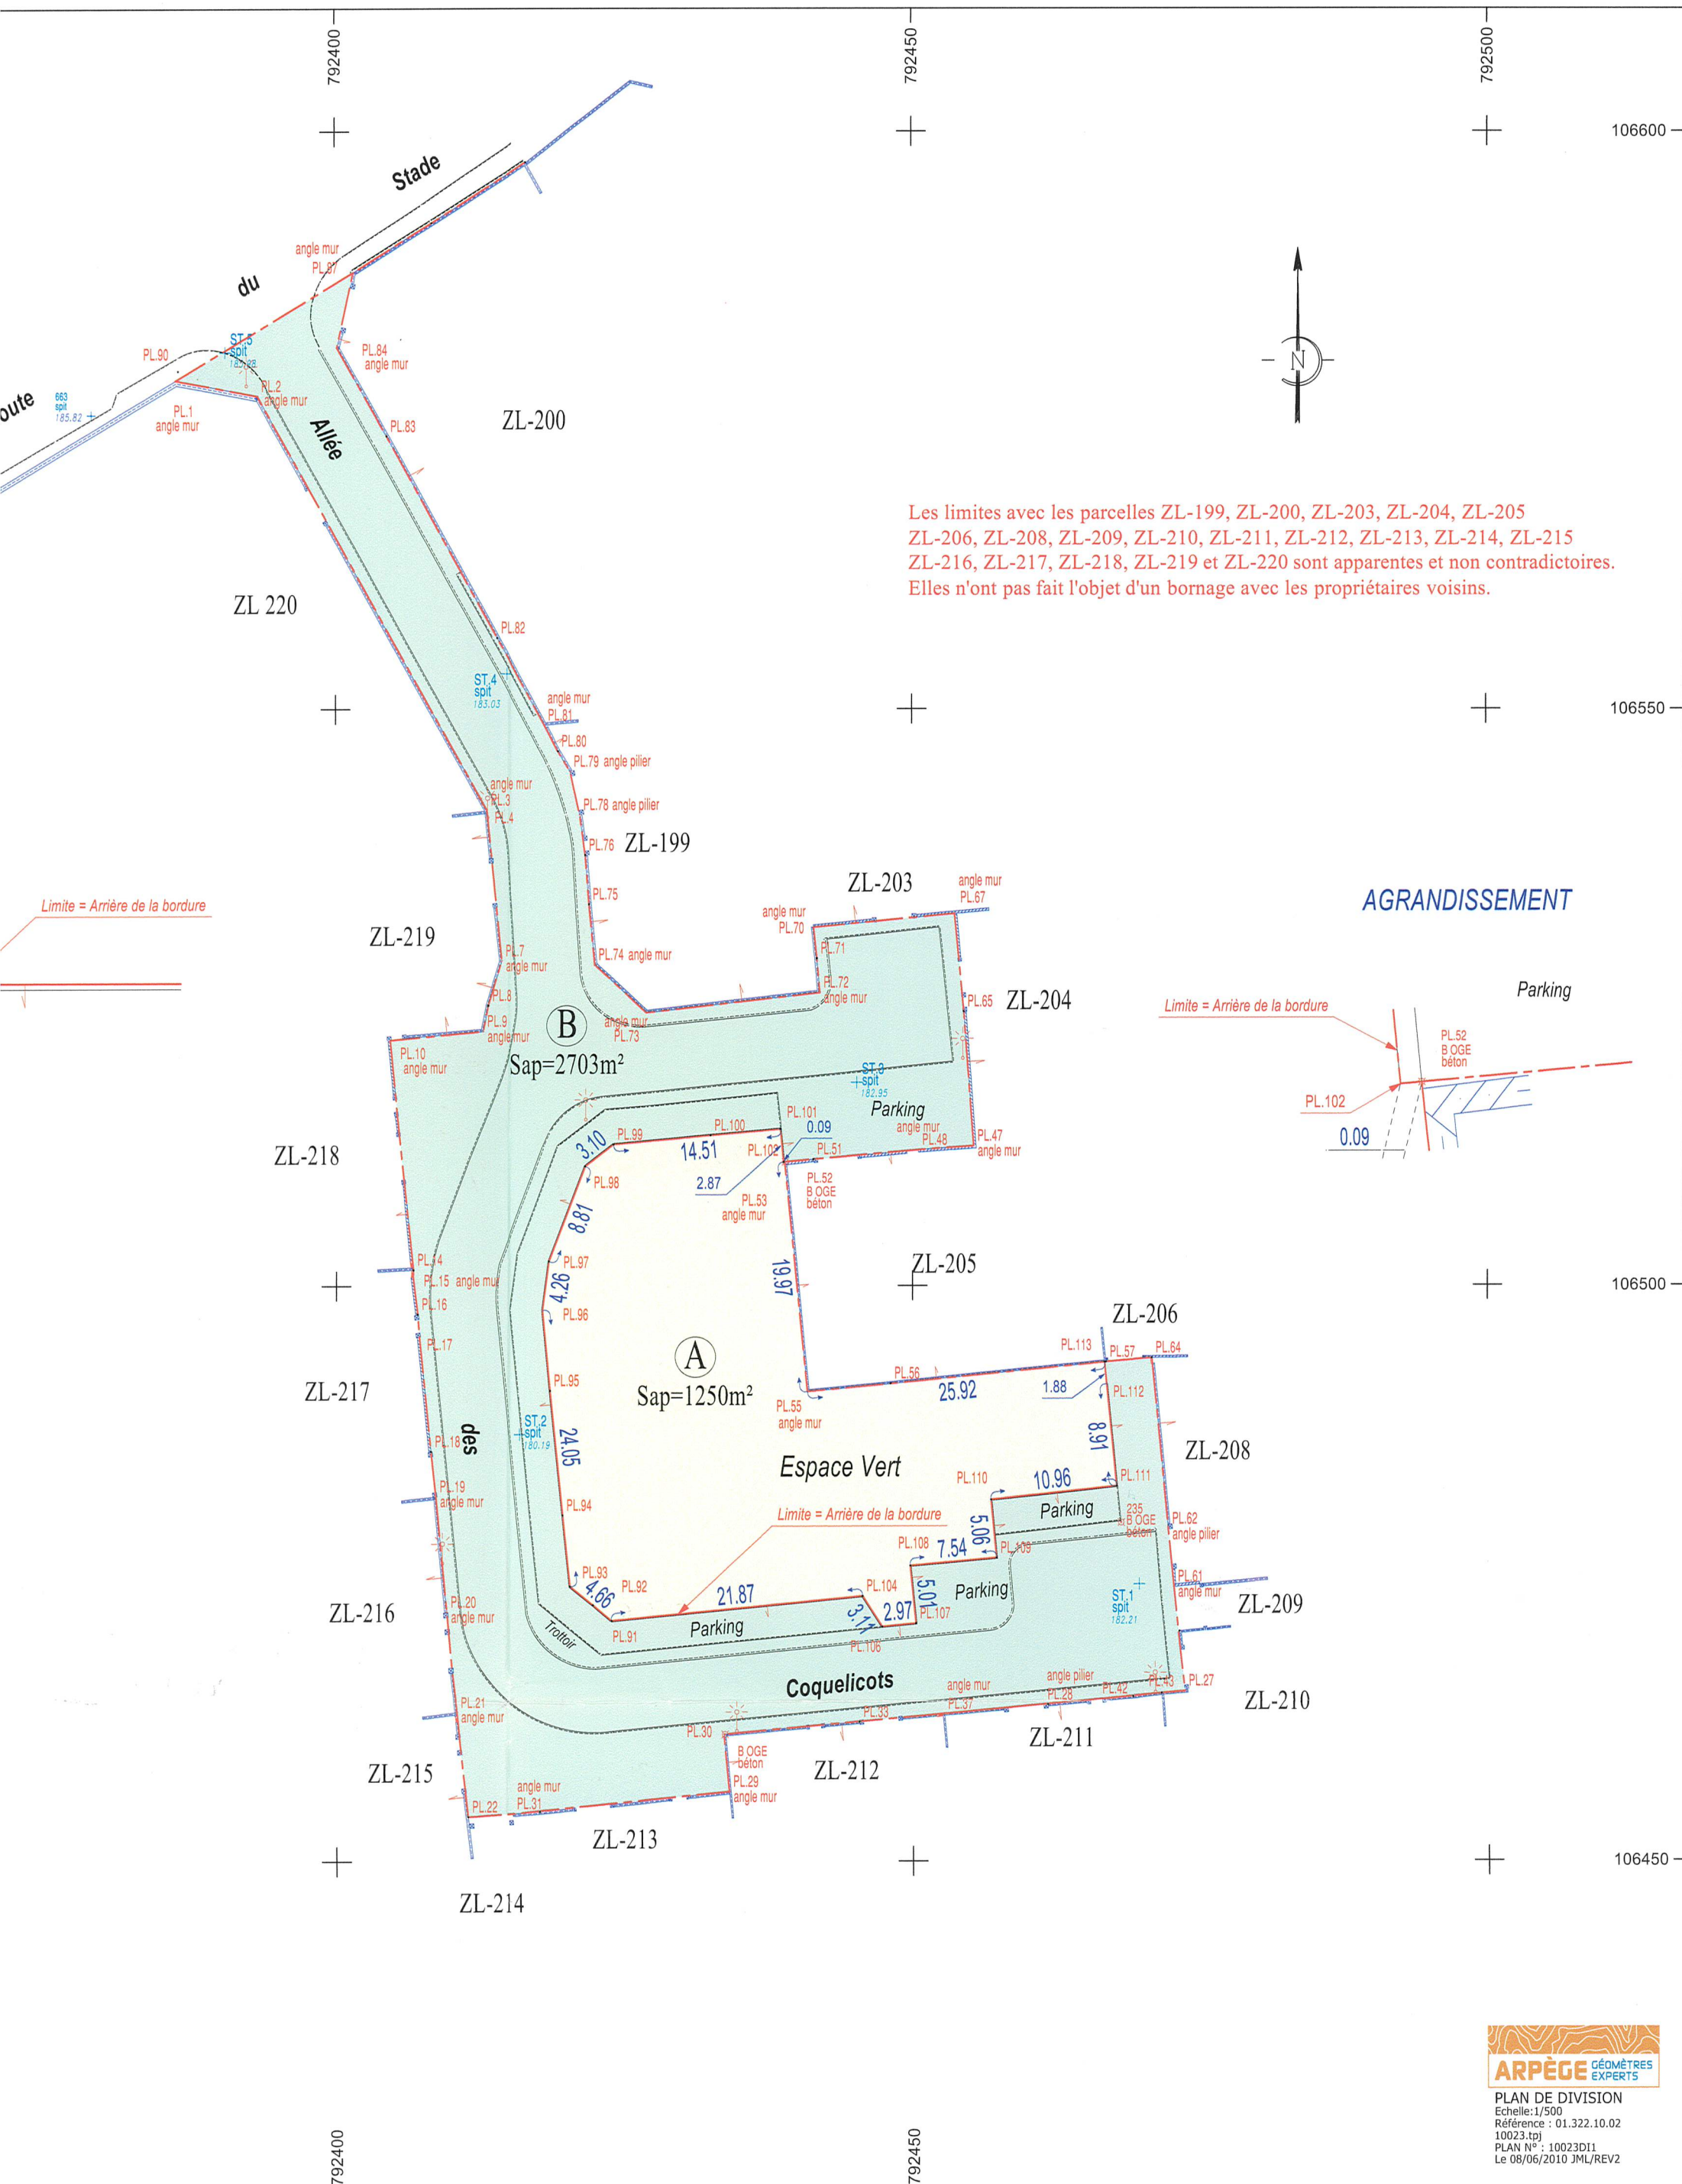 792400
792450
792500
106600
Stade
angle mur
PL.87
du
ST.5
spit
PL.90
PL.84
angle mur
PL.2
angle mur
oute
663
spit
185.82
PL.1
angle mur
Allée
PL.83
ZL-200
Les limites avec les parcelles ZL-199, ZL-200, ZL-203, ZL-204, ZL-205
ZL-206, ZL-208, ZL-209, ZL-210, ZL-211, ZL-212, ZL-213, ZL-214, ZL-215
ZL-216, ZL-217, ZL-218, ZL-219 et ZL-220 sont apparentes et non contradictoires.
Elles n'ont pas fait l'objet d'un bornage avec les propriétaires voisins.
N
ZL 220
PL.82
ST.4
spit
183.03
angle mur
PL.81
106550
PL.80
PL.79 angle pilier
angle mur
PL.3
PL.4
PL.78 angle pilier
PL.76
ZL-199
PL.75
ZL-203
angle mur
PL.67
angle mur
PL.70
AGRANDISSEMENT
Limite = Arrière de la bordure
ZL-219
PL.7
angle mur
PL.74 angle mur
PL.71
PL.72
angle mur
PL.8
PL.9
angle mur
PL.65
ZL-204
Parking
Limite = Arrière de la bordure
B
Sap=2703m²
angle mur
PL.73
PL.10
angle mur
PL.52
B OGE
béton
PL.102
0.09
ST.3
spit
182.95
Parking
angle mur
PL.48
PL.47
angle mur
PL.101
0.09
PL.100
PL.99
3.10
14.51
PL.102
PL.51
ZL-218
PL.98
2.87
PL.52
B OGE
béton
PL.53
angle mur
8.81
PL.14
PL.15 angle mur
PL.16
PL.97
4.26
PL.96
19.97
ZL-205
106500
PL.17
ZL-206
PL.113
PL.57
PL.64
A
Sap=1250m²
PL.56
25.92
1.88
PL.112
ZL-217
PL.95
PL.55
angle mur
ST.2
spit
180.19
24.05
des
PL.18
8.91
ZL-208
Espace Vert
PL.19
angle mur
PL.110
10.96
PL.111
PL.94
Limite = Arrière de la bordure
Parking
235
B OGE
béton
PL.62
angle pilier
5.06
PL.108
7.54
PL.109
PL.93
4.66
PL.92
PL.104
Parking
5.01
ST.1
spit
182.21
PL.61
angle mur
ZL-209
ZL-216
PL.20
angle mur
21.87
3.11
2.97
PL.107
Trottoir
PL.91
Parking
PL.106
Coquelicots
angle mur
angle pilier
PL.43
PL.27
PL.42
PL.28
PL.37
PL.33
ZL-210
PL.21
angle mur
PL.30
ZL-211
B OGE
béton
ZL-212
ZL-215
angle mur
PL.29
angle mur
PL.22
PL.31
ZL-213
106450
ZL-214
792400
792450
ARPÈGE GÉOMÈTRES
EXPERTS
PLAN DE DIVISION
Echelle:1/500
Référence : 01.322.10.02
10023.tpj
PLAN N° : 10023DI1
Le 08/06/2010 JML/REV2